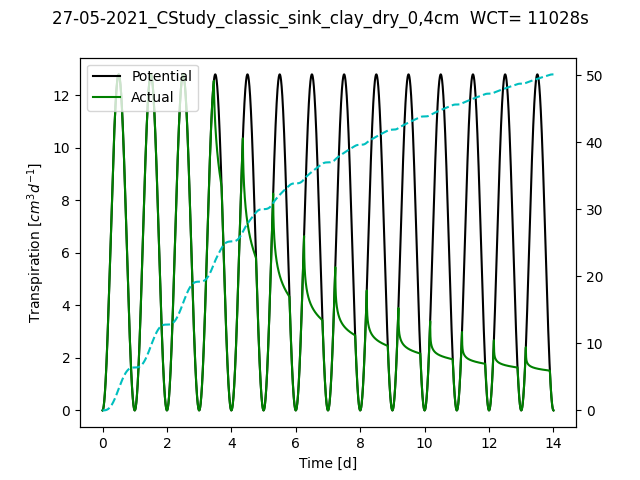 27-05-2021_CStudy_classic_sink_clay_dry_0,4cm  WCT= 11028s
Potential
Actual
Transpiration [cm³d⁻¹]
12
10
8
6
4
2
0
50
40
30
20
10
0
0 2 4 6 8 10 12 14
Time [d]